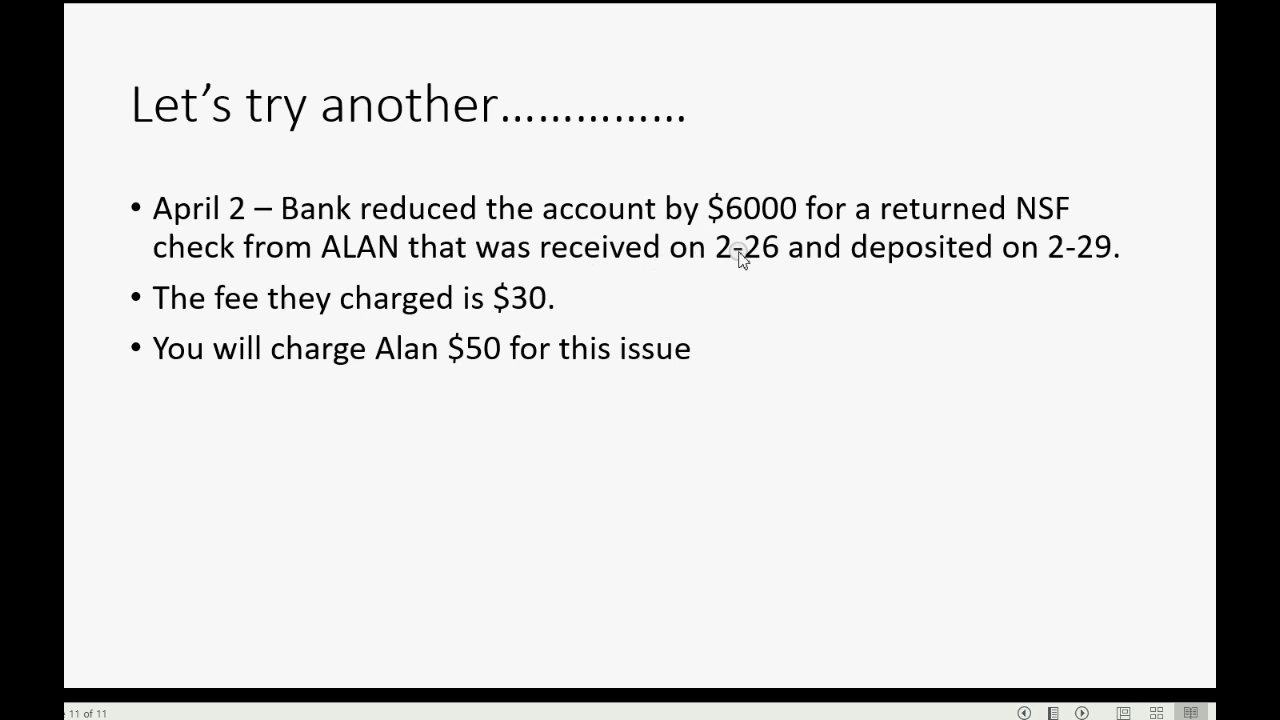 Let's try another……………
• April 2 – Bank reduced the account by $6000 for a returned NSF
check from ALAN that was received on 2-26 and deposited on 2-29.
• The fee they charged is $30.
• You will charge Alan $50 for this issue
11 of 11